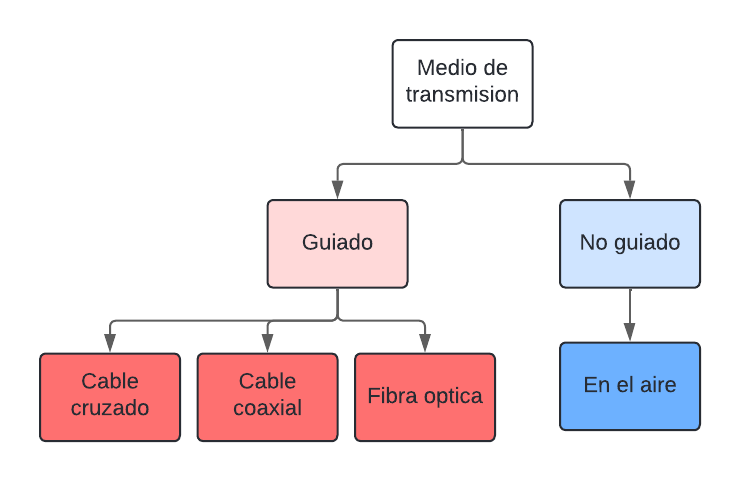 Medio de
transmision
Guiado
No guiado
Cable
cruzado
Cable
coaxial
Fibra optica
En el aire